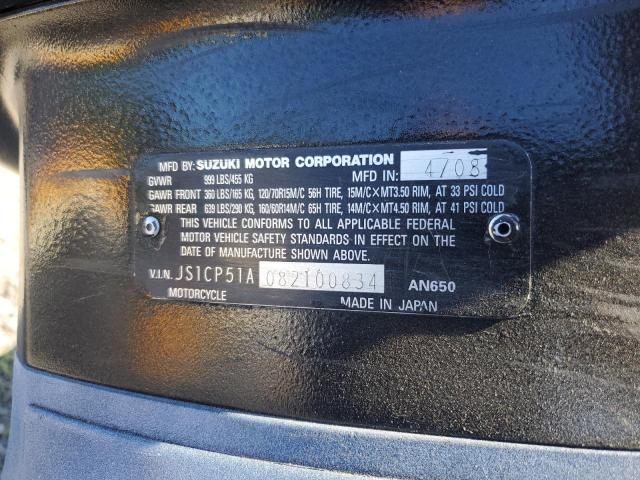 MFD BY: SUZUKI MOTOR CORPORATION MFD IN: 4/08
GVWR 999 LBS/455 KG
GAWR FRONT 360 LBS/165 KG, 120/70R15M/C 56H TIRE, 15M/C×MT3.50 RIM, AT 33 PSI COLD
GAWR REAR 639 LBS/290 KG, 160/60R14M/C 65H TIRE, 14M/C×MT4.50 RIM, AT 41 PSI COLD
THIS VEHICLE CONFORMS TO ALL APPLICABLE FEDERAL
MOTOR VEHICLE SAFETY STANDARDS IN EFFECT ON THE
DATE OF MANUFACTURE SHOWN ABOVE.
V.I.N. JS1CP51A082100834 AN650
MOTORCYCLE MADE IN JAPAN